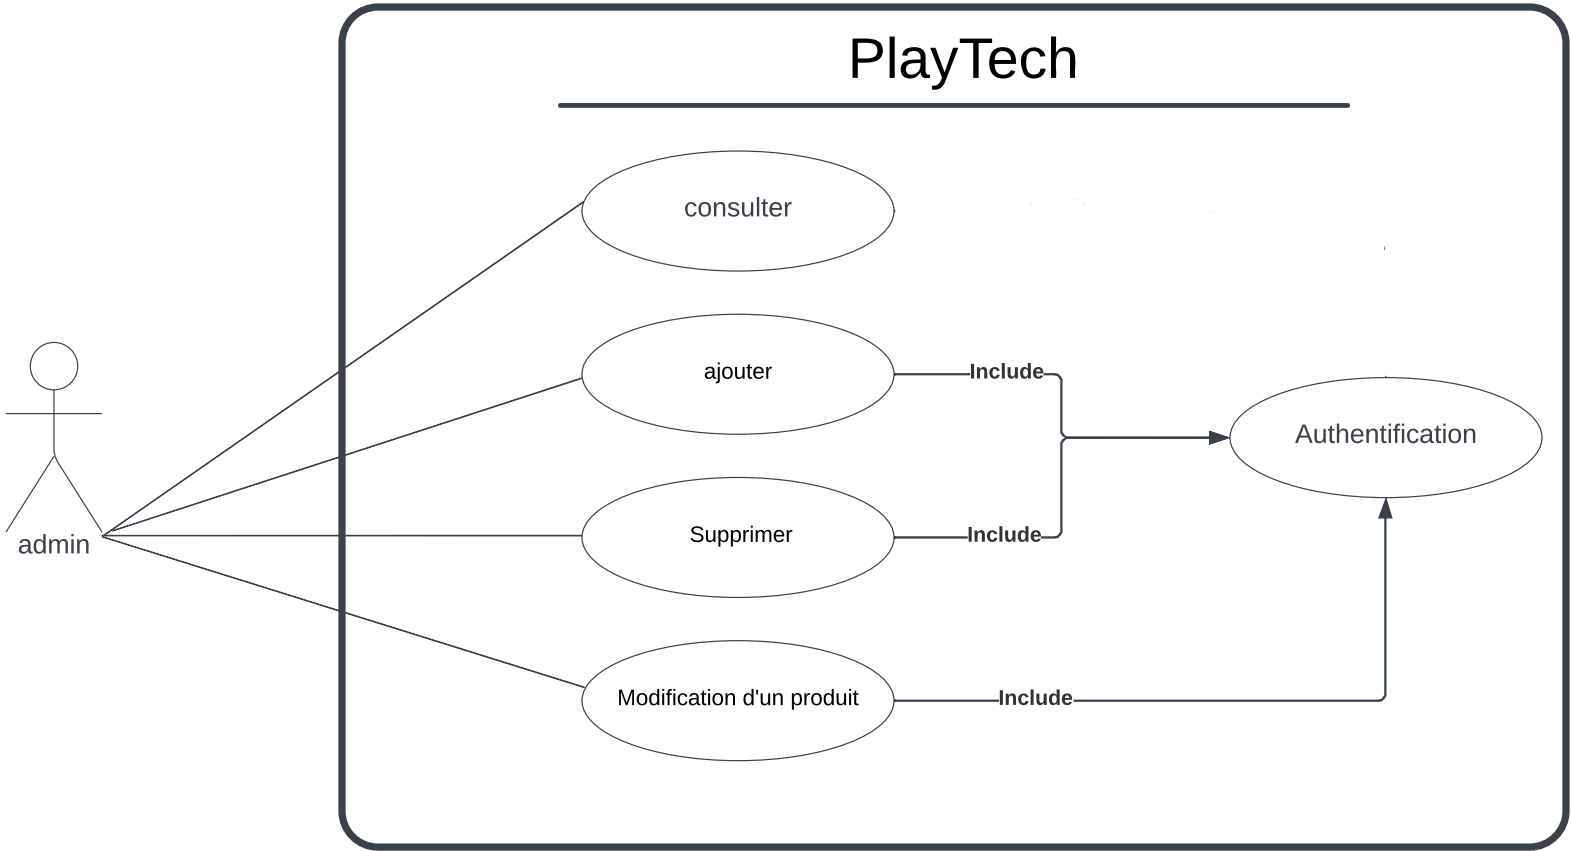 PlayTech
consulter
ajouter
Include
Authentification
Supprimer
Include
admin
Modification d'un produit
Include